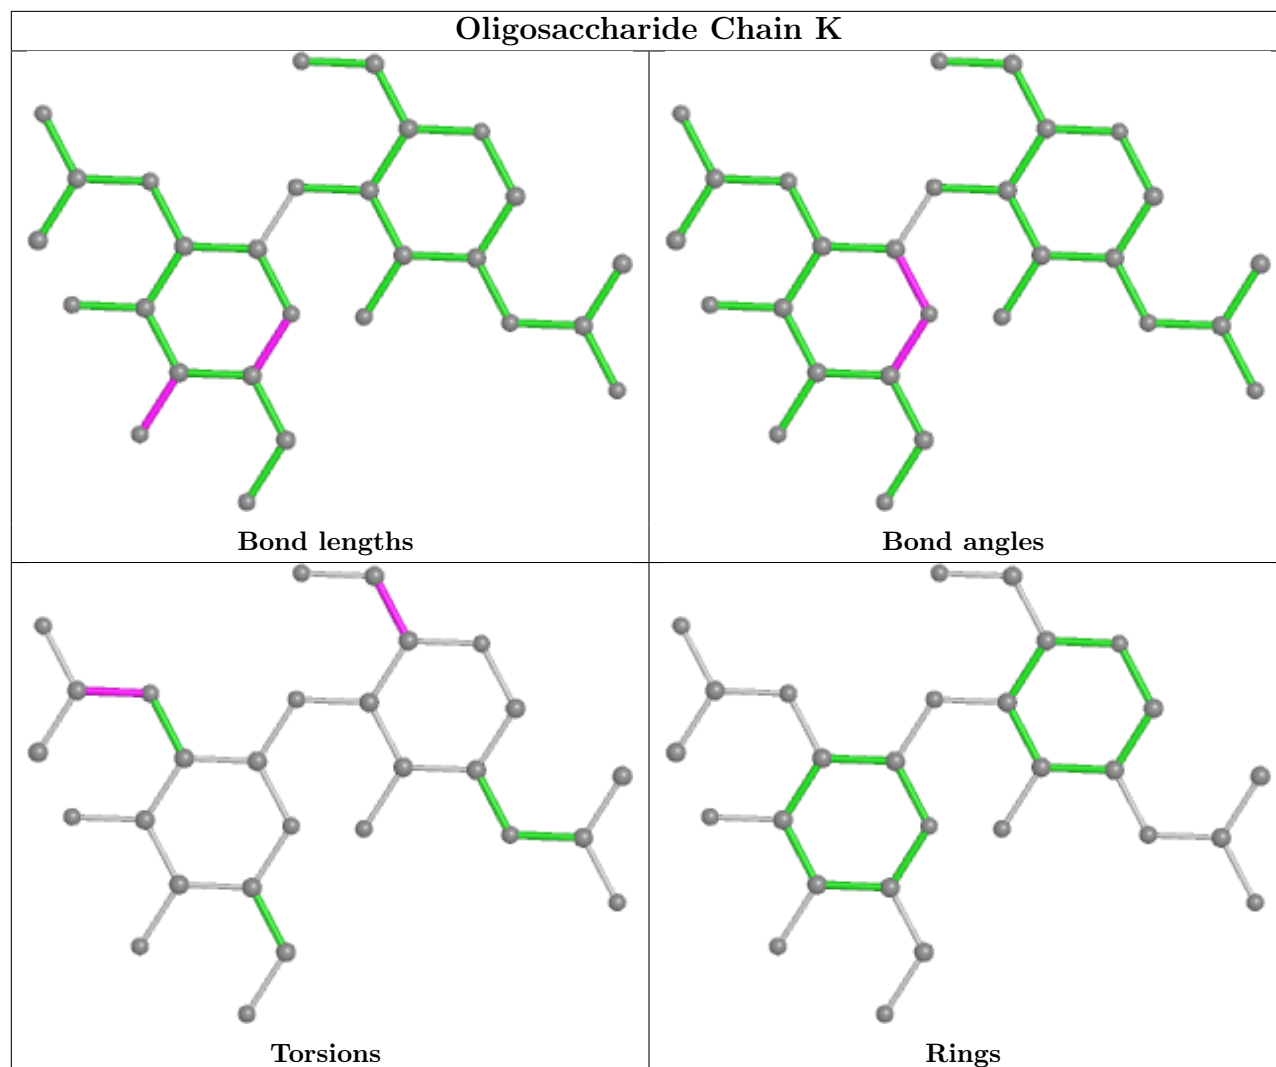 Oligosaccharide Chain K
Bond lengths
Bond angles
Torsions
Rings